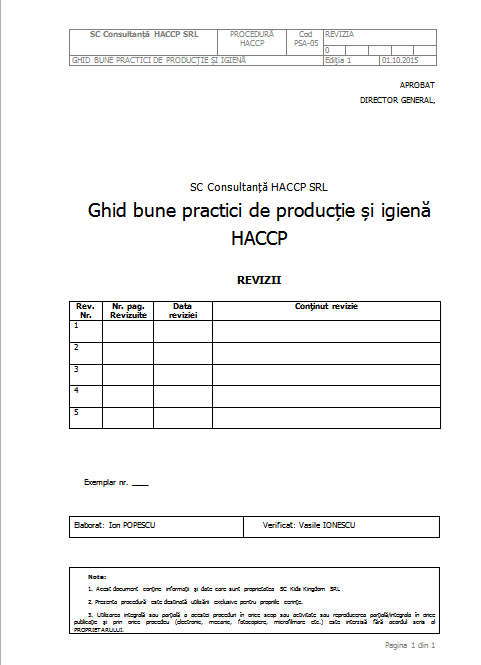 SC Consultanță HACCP SRL
PROCEDURĂ
HACCP
Cod
PSA-05
REVIZIA
0
GHID BUNE PRACTICI DE PRODUCȚIE ȘI IGIENĂ
Ediția 1
01.10.2015
APROBAT
DIRECTOR GENERAL,
SC Consultanță HACCP SRL
Ghid bune practici de producție și igienă
HACCP
REVIZII
Rev.
Nr.
Nr. pag.
Revizuite
Data
reviziei
Conținut revizie
1
2
3
4
5
Exemplar nr. ____
Elaborat: Ion POPESCU
Verificat: Vasile IONESCU
Note:
1. Acest document conține informații și date care sunt proprietatea SC Kids Kingdom SRL
2. Prezenta procedură este destinată utilizării exclusive pentru propriile cerințe.
3. Utilizarea integrală sau parțială a acestei proceduri în orice scop sau activitate sau reproducerea parțială/integrala în orice
publicație și prin orice procedeu (electronic, mecanic, fotocopiere, microfilmare etc.) este interzisă fără acordul scris al
PROPRIETARULUI.
Pagina 1 din 1